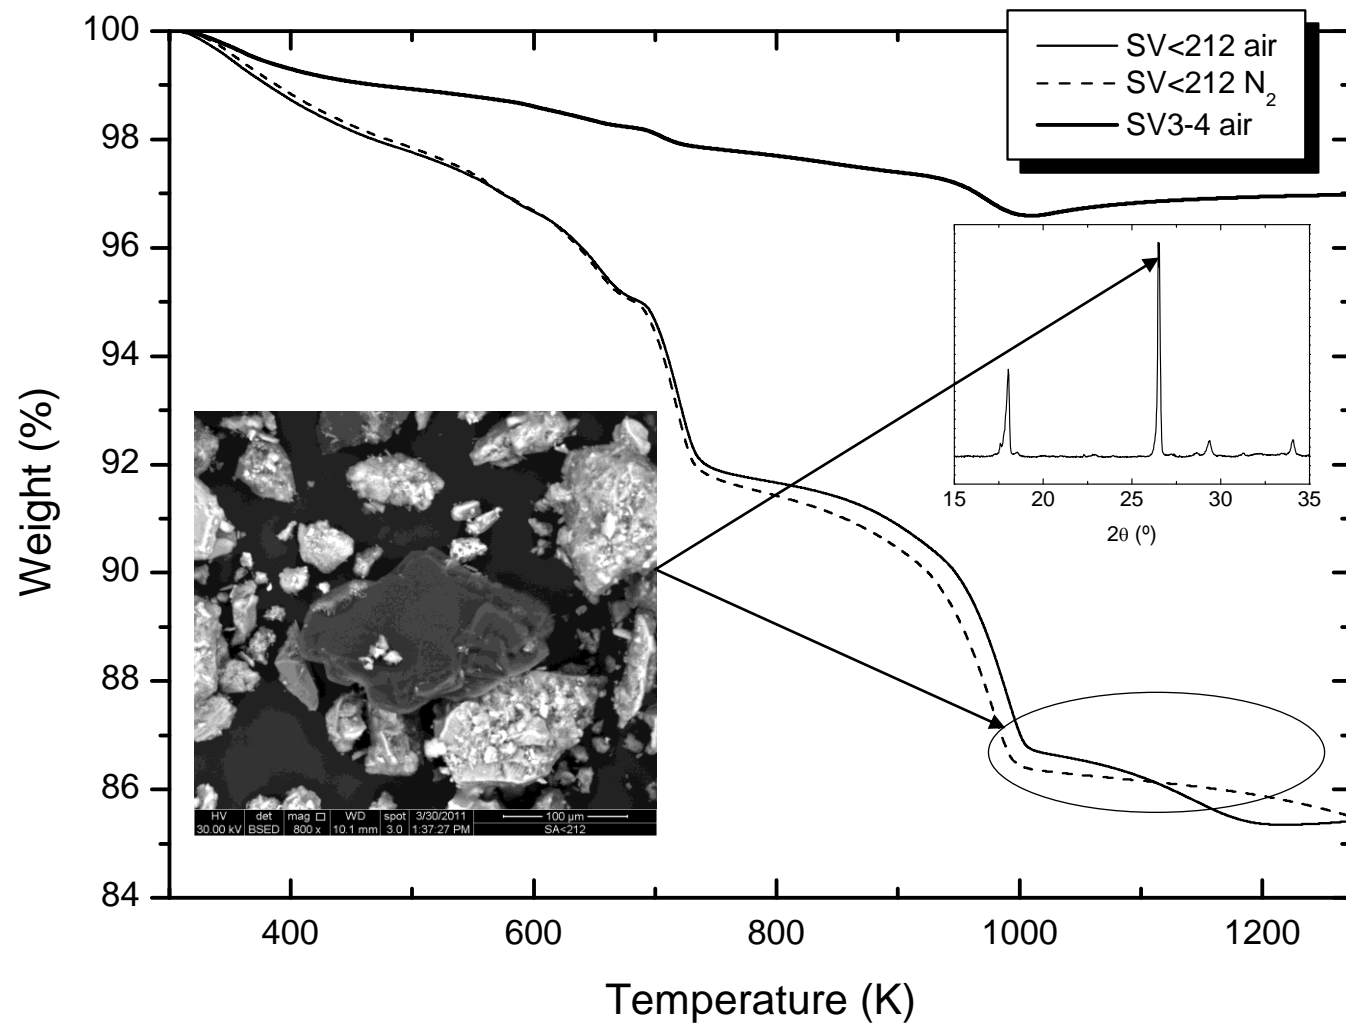 SV<212 air
SV<212 N2
SV3-4 air
100
98
96
94
92
90
88
86
84
Weight (%)
400
600
800
1000
1200
Temperature (K)
15
20
25
30
35
2θ (º)
HV
30.00 kV
det
BSED
mag □
800 x
WD
10.1 mm
spot
3.0
3/30/2011
1:37:27 PM
100 µm
SA<212